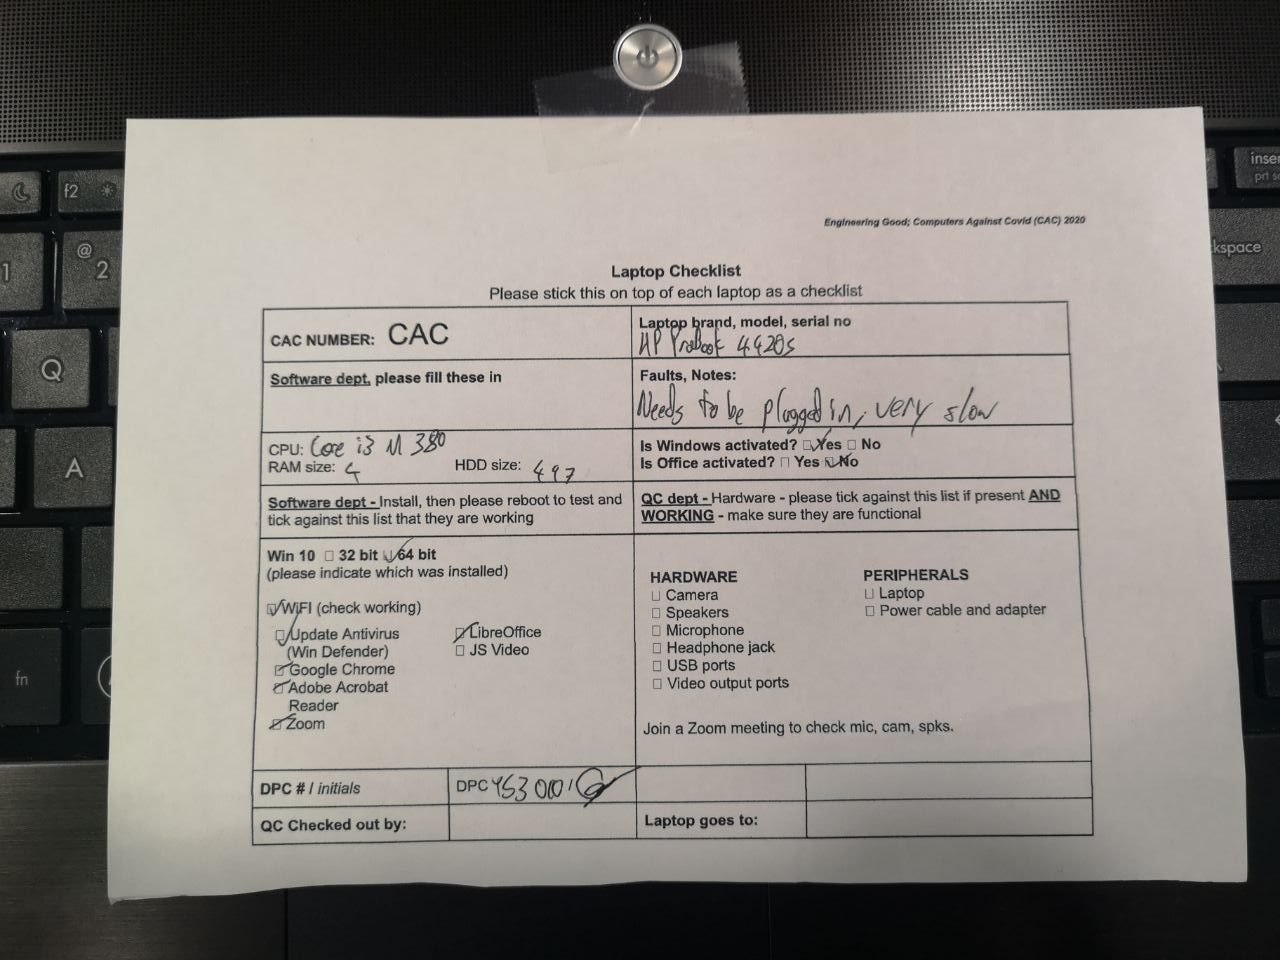 inser
prt sc
f2
@
2
1
kspace
Q
A
fn
Engineering Good; Computers Against Covid (CAC) 2020
Laptop Checklist
Please stick this on top of each laptop as a checklist
CAC NUMBER: CAC
Laptop brand, model, serial no
HP Probook 4420s
Software dept, please fill these in
Faults, Notes:
Needs to be plugged in, very slow
CPU: Core i3 M 380
RAM size: 4 HDD size: 497
Is Windows activated? Yes No
Is Office activated? Yes No
Software dept - Install, then please reboot to test and
tick against this list that they are working
QC dept - Hardware - please tick against this list if present AND
WORKING - make sure they are functional
Win 10 32 bit 64 bit
(please indicate which was installed)
WiFI (check working)
Update Antivirus
(Win Defender)
Google Chrome
Adobe Acrobat
Reader
Zoom
LibreOffice
JS Video
HARDWARE
Camera
Speakers
Microphone
Headphone jack
USB ports
Video output ports
PERIPHERALS
Laptop
Power cable and adapter
Join a Zoom meeting to check mic, cam, spks.
DPC # / initials
DPC
QC Checked out by:
Laptop goes to: